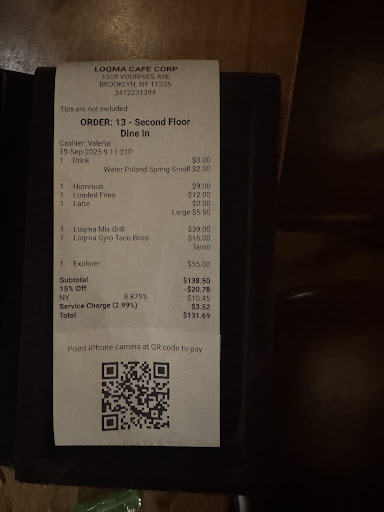 LOQMA CAFE CORP
1509 VOORHIES AVE
BROOKLYN, NY 11235
3472231394
Tips are not included
ORDER: 13 - Second Floor
Dine In
Cashier: Valeria
19-Sep-2025 9:11:21P
1 Drink $0.00
Water Poland Spring Small $2.00
1 Hummus $9.00
1 Loaded Fries $12.00
1 Latte $0.00
Large $5.50
1 Loqma Mix Grill $39.00
1 Loqma Gyro Taco Bites $16.00
lamb
1 Explorer $55.00
Subtotal $138.50
15% Off -$20.78
NY 8.875% $10.45
Service Charge (2.99%) $3.52
Total $131.69
Point iPhone camera at QR code to pay